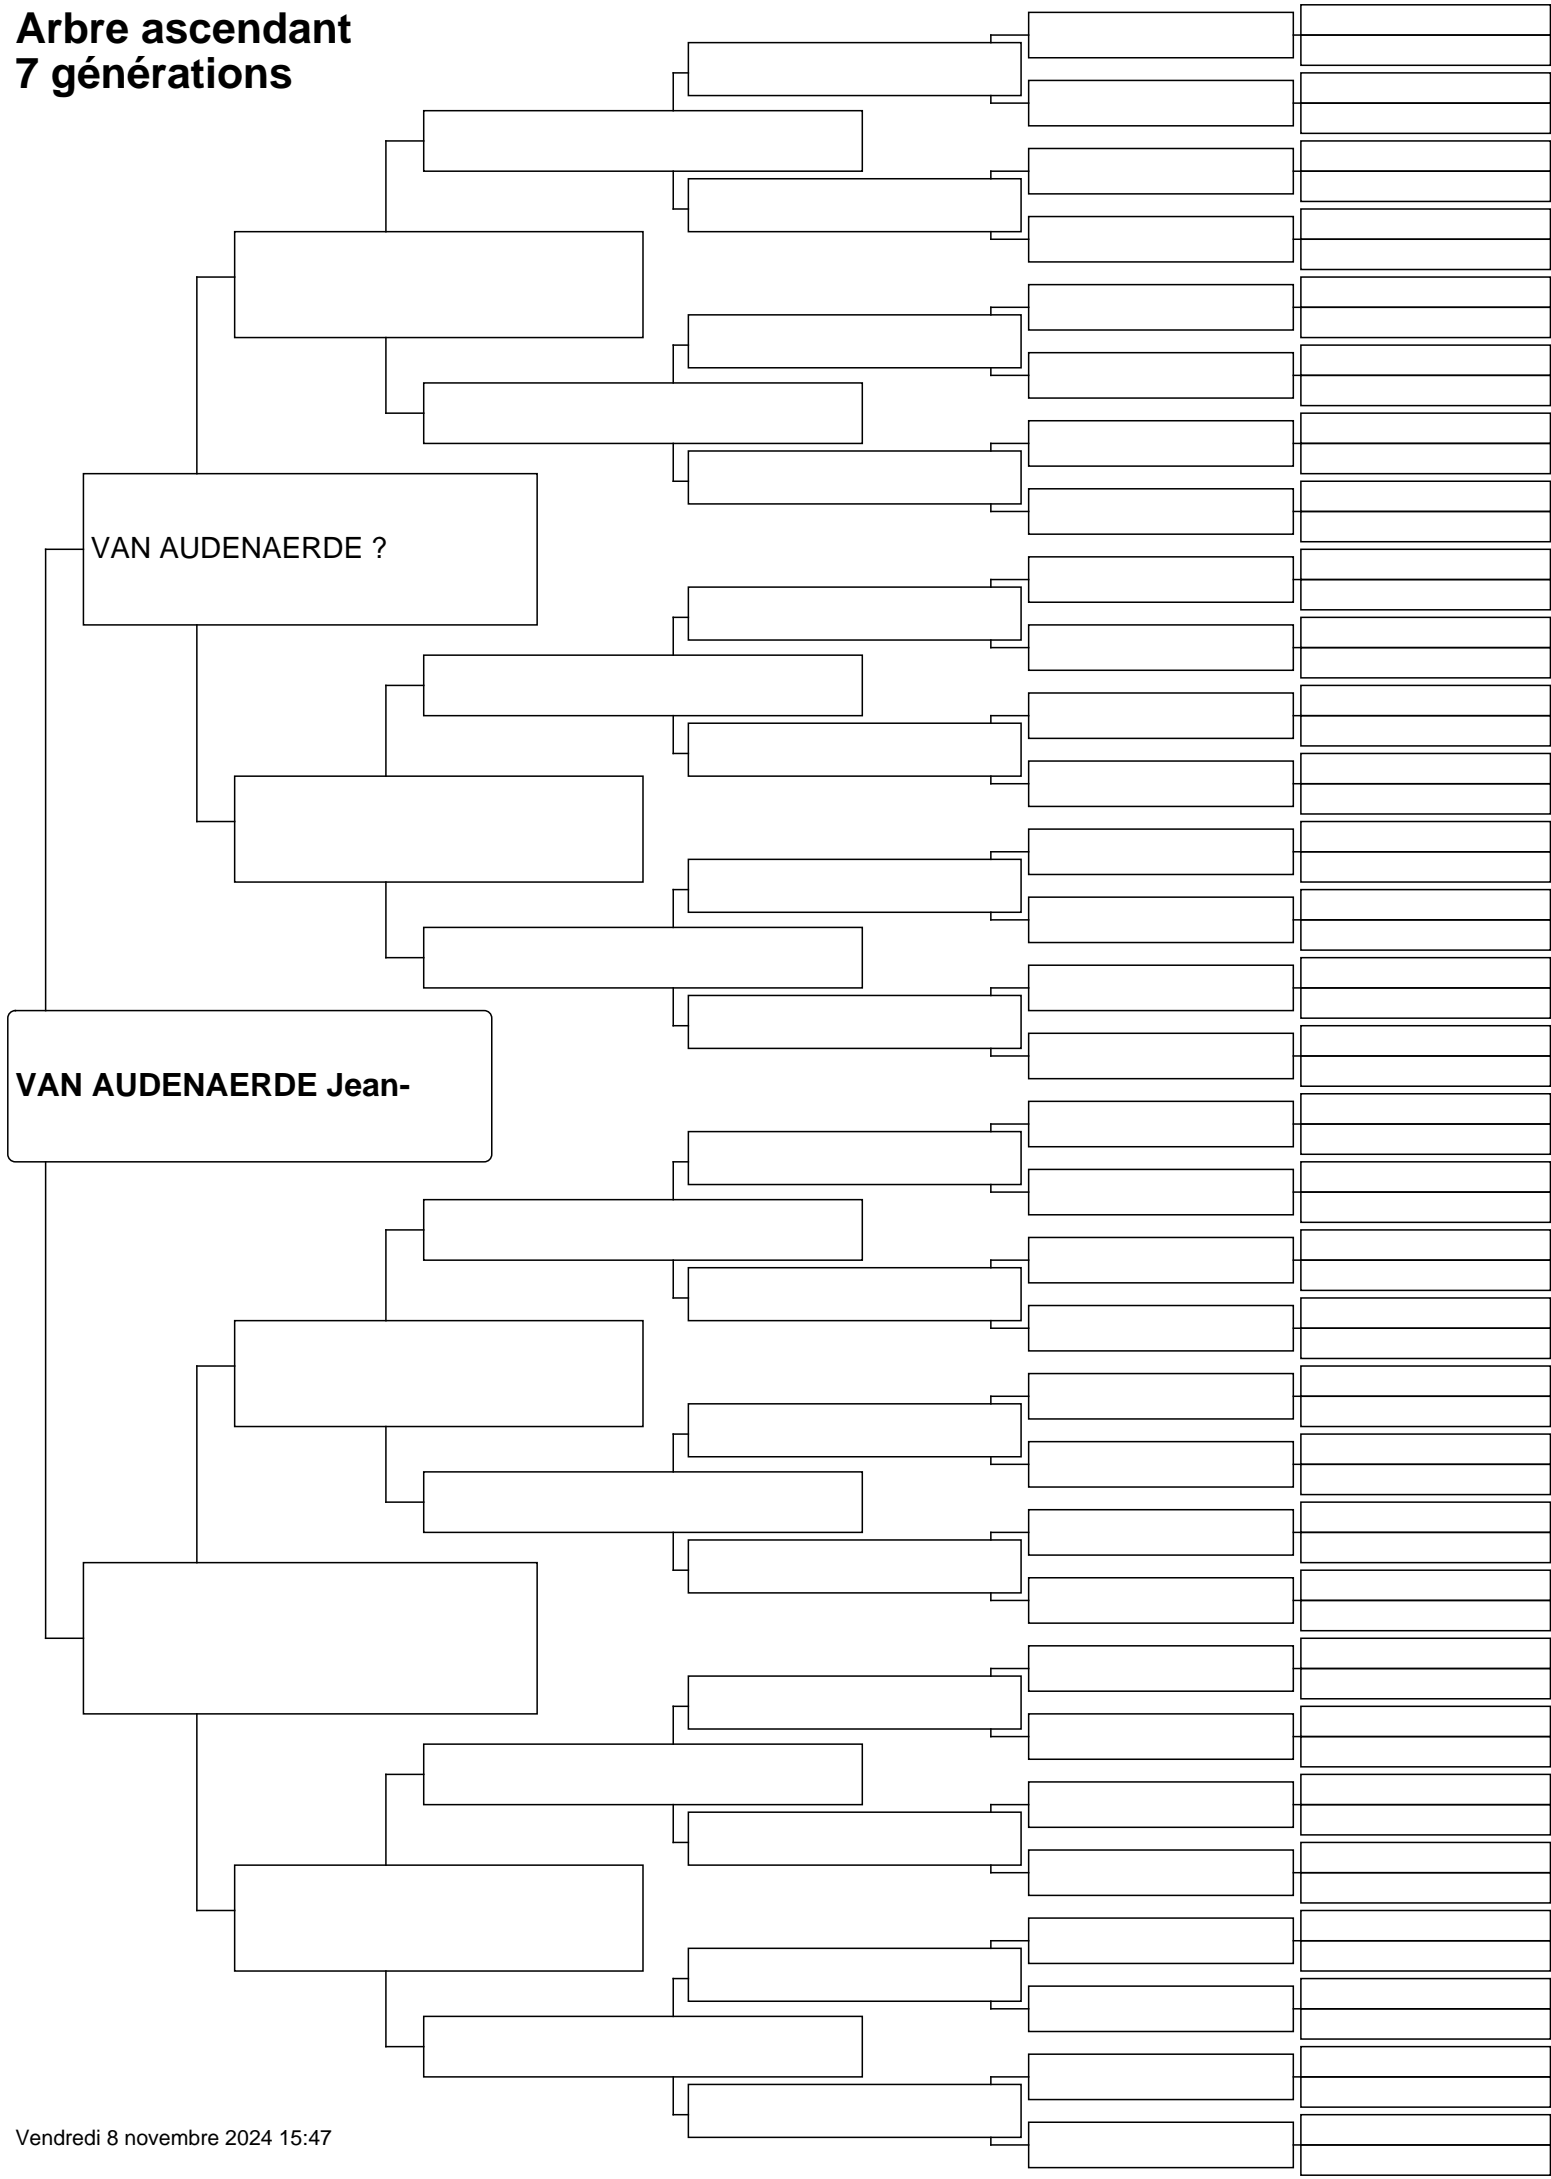 Arbre ascendant
7 générations
VAN AUDENAERDE ?
VAN AUDENAERDE Jean-
Vendredi 8 novembre 2024 15:47